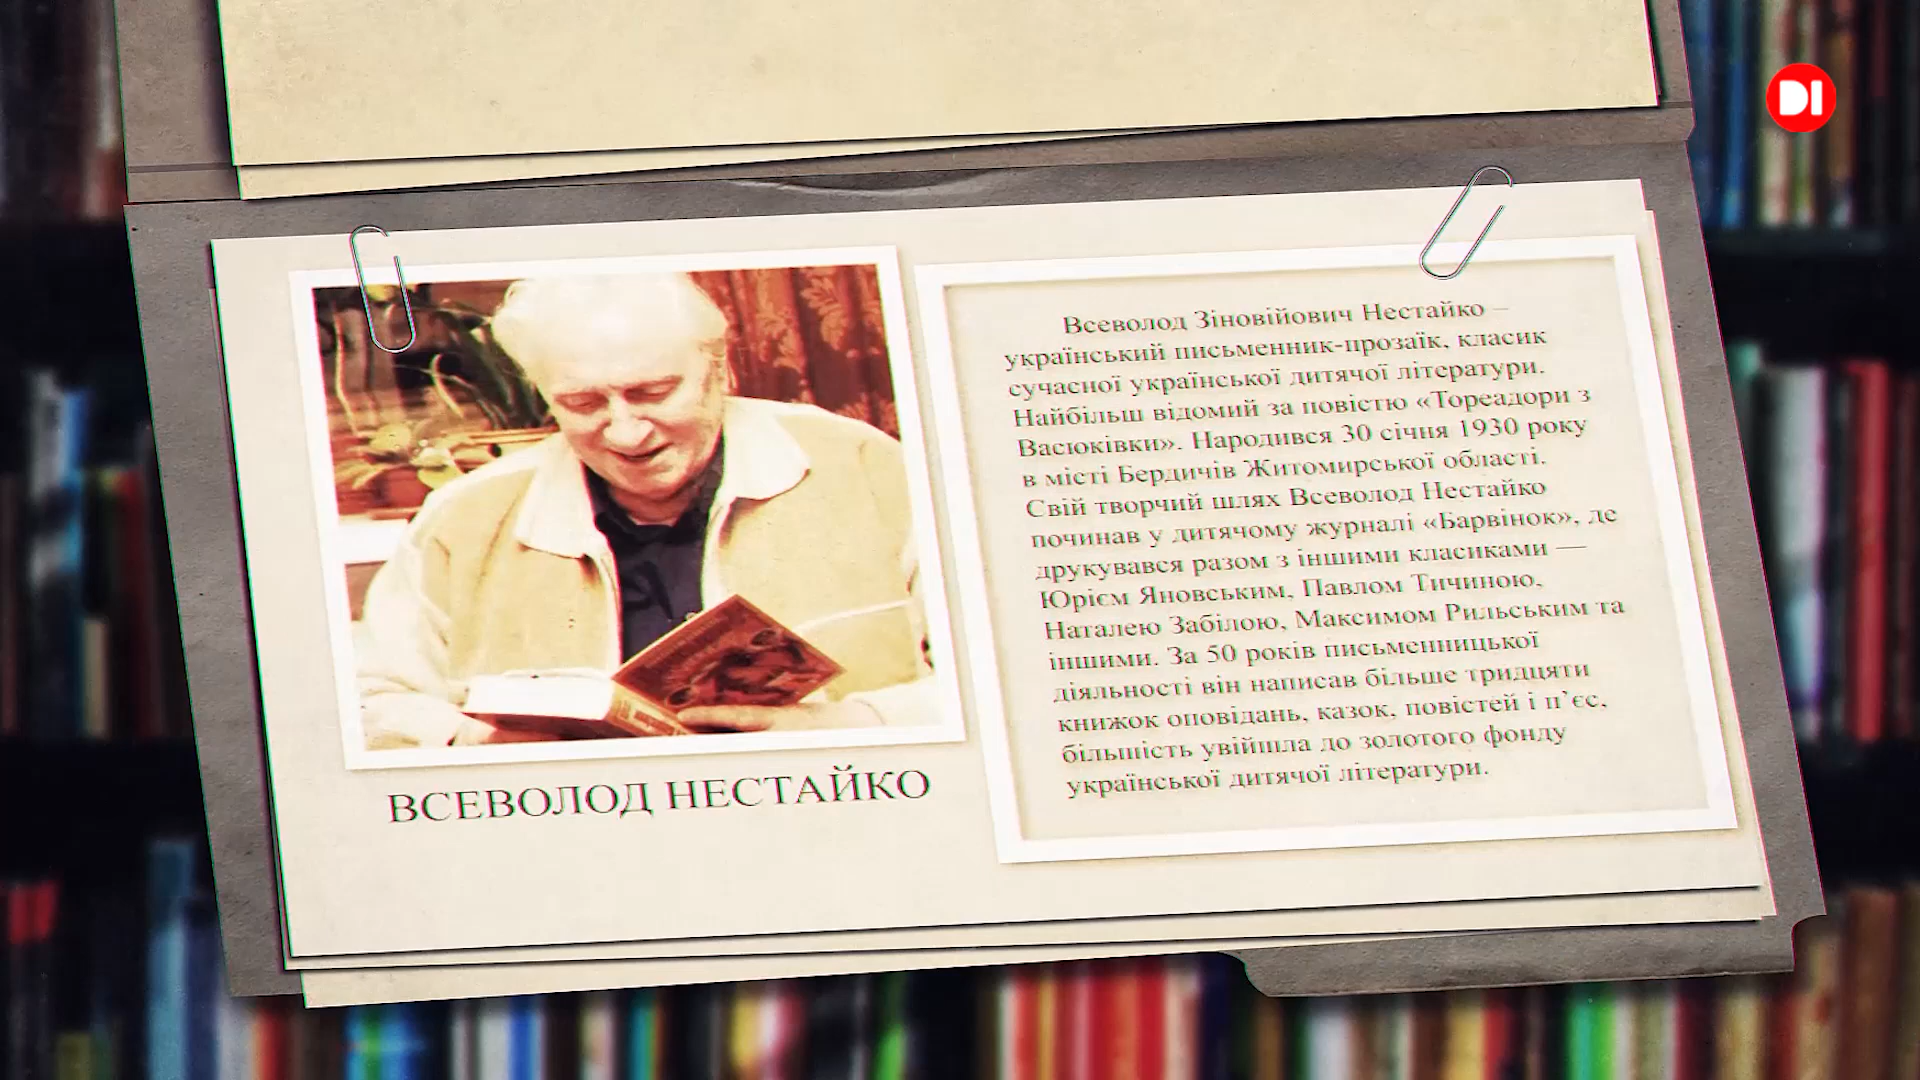 DI
Всеволод Зіновійович Нестайко –
український письменник-прозаїк, класик
сучасної української дитячої літератури.
Найбільш відомий за повістю «Тореадори з
Васюківки». Народився 30 січня 1930 року
в місті Бердичів Житомирської області.
Свій творчий шлях Всеволод Нестайко
починав у дитячому журналі «Барвінок», де
друкувався разом з іншими класиками —
Юрієм Яновським, Павлом Тичиною,
Наталею Забілою, Максимом Рильським та
іншими. За 50 років письменницької
діяльності він написав більше тридцяти
книжок оповідань, казок, повістей і п’єс,
більшість увійшла до золотого фонду
української дитячої літератури.
ВСЕВОЛОД НЕСТАЙКО